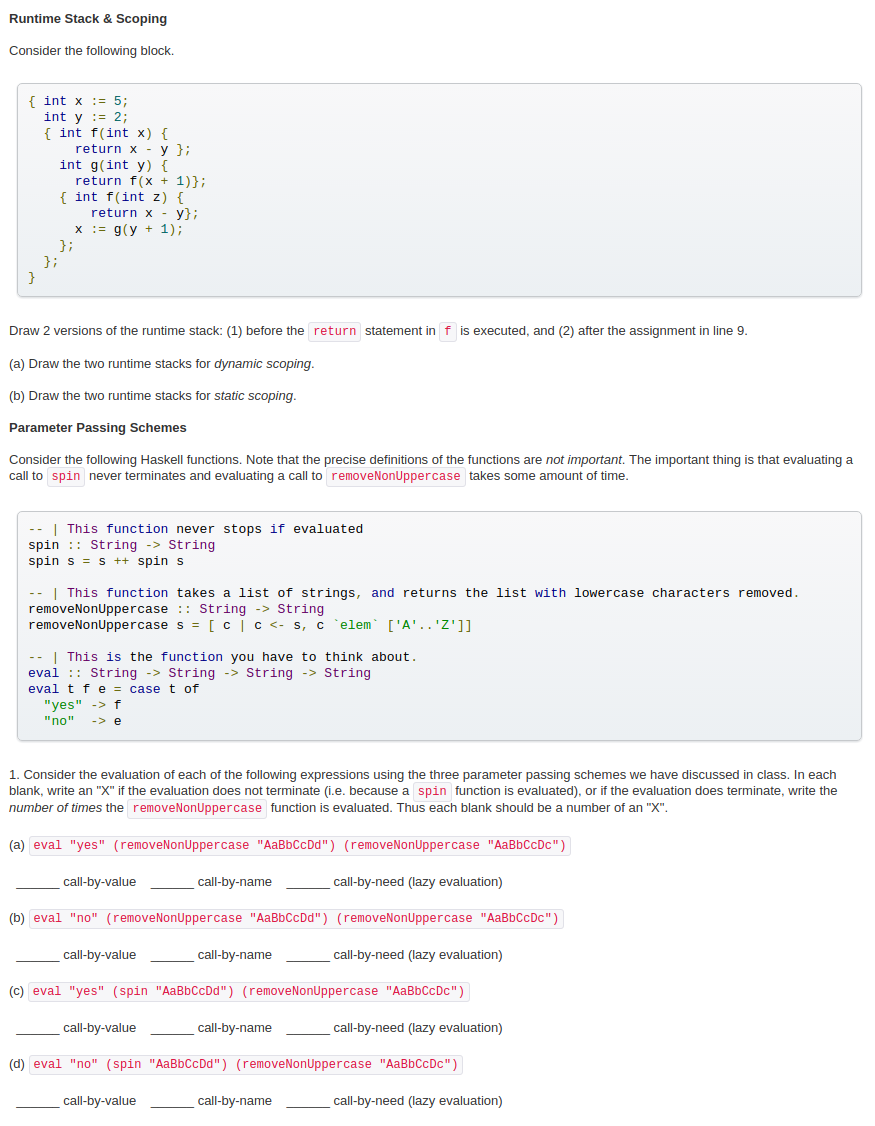 Runtime Stack & Scoping
Consider the following block.
{ int x := 5;
  int y := 2;
  { int f(int x) {
      return x - y };
    int g(int y) {
      return f(x + 1)};
    { int f(int z) {
        return x - y};
      x := g(y + 1);
    };
  };
}
Draw 2 versions of the runtime stack: (1) before the return statement in f is executed, and (2) after the assignment in line 9.
(a) Draw the two runtime stacks for dynamic scoping.
(b) Draw the two runtime stacks for static scoping.
Parameter Passing Schemes
Consider the following Haskell functions. Note that the precise definitions of the functions are not important. The important thing is that evaluating a
call to spin never terminates and evaluating a call to removeNonUppercase takes some amount of time.
-- | This function never stops if evaluated
spin :: String -> String
spin s = s ++ spin s
-- | This function takes a list of strings, and returns the list with lowercase characters removed.
removeNonUppercase :: String -> String
removeNonUppercase s = [ c | c <- s, c `elem` ['A'..'Z']]
-- | This is the function you have to think about.
eval :: String -> String -> String -> String
eval t f e = case t of
  "yes" -> f
  "no"  -> e
1. Consider the evaluation of each of the following expressions using the three parameter passing schemes we have discussed in class. In each
blank, write an "X" if the evaluation does not terminate (i.e. because a spin function is evaluated), or if the evaluation does terminate, write the
number of times the removeNonUppercase function is evaluated. Thus each blank should be a number of an "X".
(a) eval "yes" (removeNonUppercase "AaBbCcDd") (removeNonUppercase "AaBbCcDc")
______ call-by-value ______ call-by-name ______ call-by-need (lazy evaluation)
(b) eval "no" (removeNonUppercase "AaBbCcDd") (removeNonUppercase "AaBbCcDc")
______ call-by-value ______ call-by-name ______ call-by-need (lazy evaluation)
(c) eval "yes" (spin "AaBbCcDd") (removeNonUppercase "AaBbCcDc")
______ call-by-value ______ call-by-name ______ call-by-need (lazy evaluation)
(d) eval "no" (spin "AaBbCcDd") (removeNonUppercase "AaBbCcDc")
______ call-by-value ______ call-by-name ______ call-by-need (lazy evaluation)